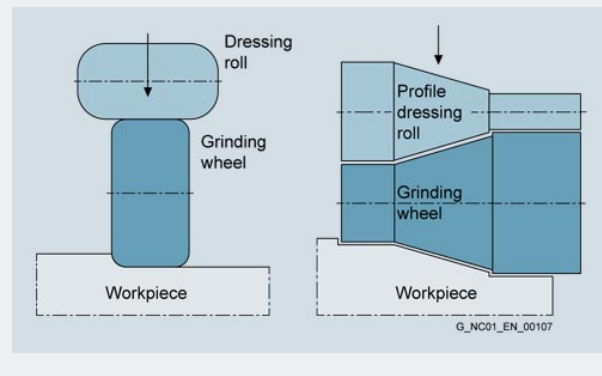 Dressing
roll
Grinding
wheel
Workpiece
Profile
dressing
roll
Grinding
wheel
Workpiece
G_NC01_EN_00107